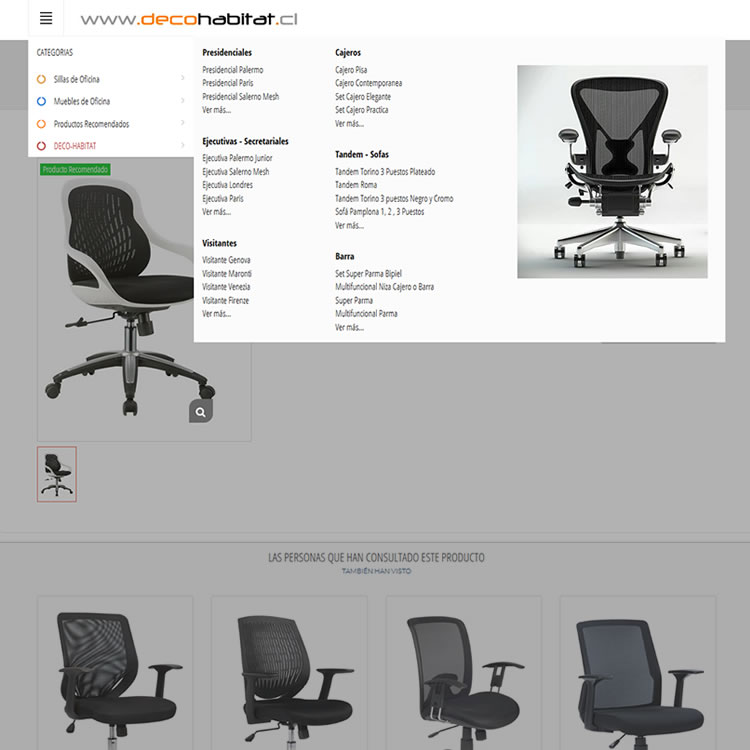 www.decohabitat.cl
CATEGORIAS
Sillas de Oficina
Muebles de Oficina
Productos Recomendados
DECO-HABITAT
Presidenciales
Presidencial Palermo
Presidencial Paris
Presidencial Salerno Mesh
Ver más...
Ejecutivas - Secretariales
Ejecutiva Palermo Junior
Ejecutiva Salerno Mesh
Ejecutiva Londres
Ejecutiva Paris
Ver más...
Visitantes
Visitante Genova
Visitante Maronti
Visitante Venezia
Visitante Firenze
Ver más...
Cajeros
Cajero Pisa
Cajero Contemporanea
Set Cajero Elegante
Set Cajero Practica
Ver más...
Tandem - Sofas
Tandem Torino 3 Puestos Plateado
Tandem Roma
Tandem Torino 3 puestos Negro y Cromo
Sofá Pamplona 1, 2 , 3 Puestos
Ver más...
Barra
Set Super Parma Bipiel
Multifuncional Niza Cajero o Barra
Super Parma
Multifuncional Parma
Ver más...
Producto Recomendado
LAS PERSONAS QUE HAN CONSULTADO ESTE PRODUCTO
TAMBIÉN HAN VISTO